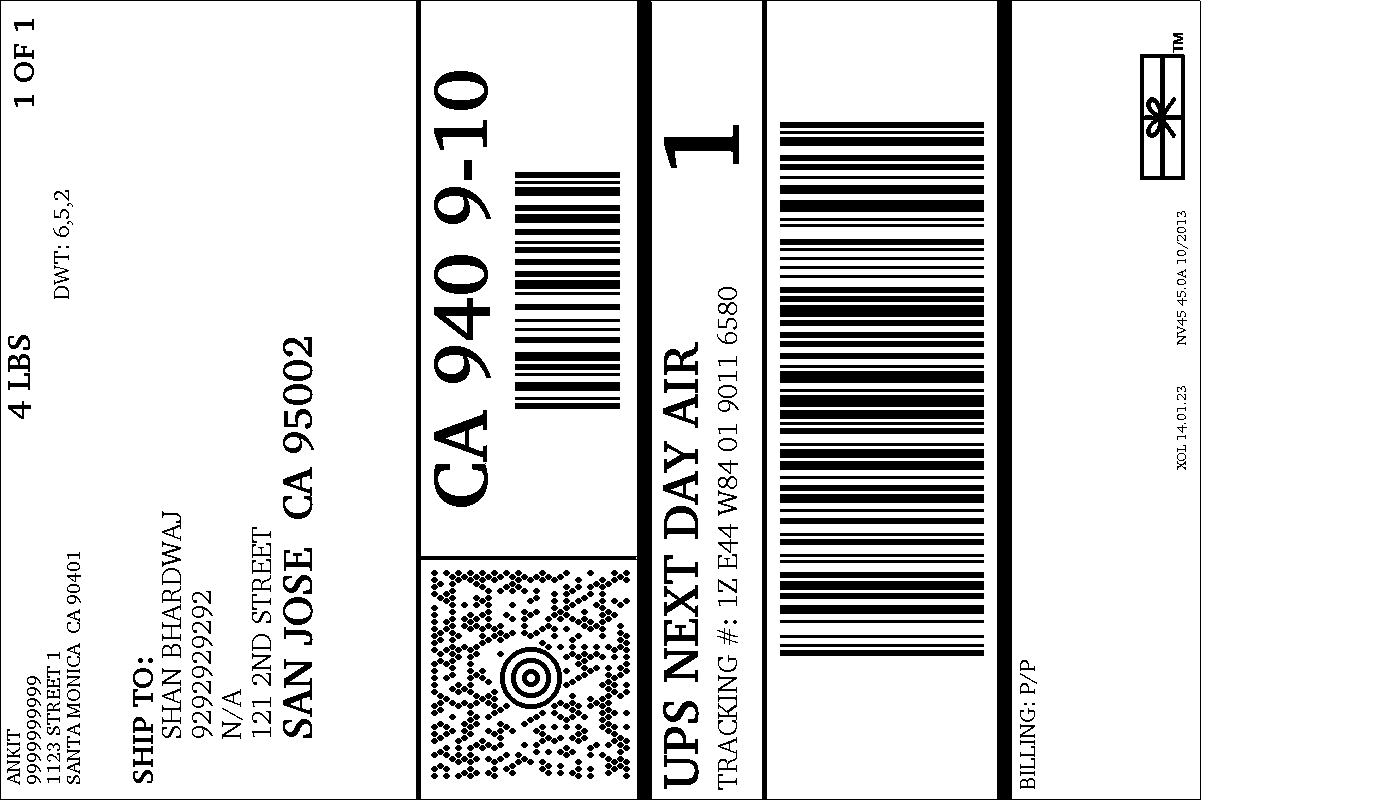 ANKIT
9999999999
1123 STREET 1
SANTA MONICA CA 90401
4 LBS
1 OF 1
DWT: 6,5,2
SHIP TO:
SHAN BHARDWAJ
9292929292
N/A
121 2ND STREET
SAN JOSE CA 95002
CA 940 9-10
UPS NEXT DAY AIR
1
TRACKING #: 1Z E44 W84 01 9011 6580
BILLING: P/P
XOL 14.01.23 NV45 45.0A 10/2013
TM